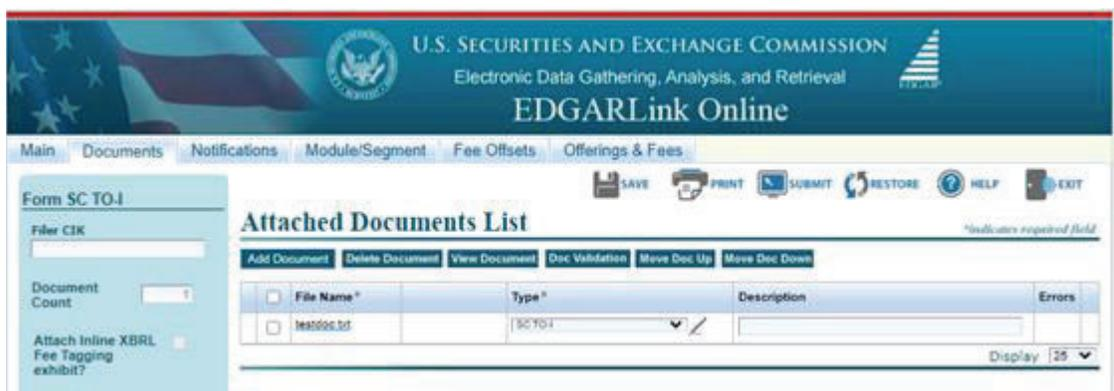 U.S. SECURITIES AND EXCHANGE COMMISSION
Electronic Data Gathering, Analysis, and Retrieval
EDGARLink Online
EDGAR
Main Documents Notifications Module/Segment Fee Offsets Offerings & Fees
SAVE PRINT SUBMIT RESTORE HELP EXIT
Form SC TO-I
Filer CIK
Document Count 1
Attach Inline XBRL Fee Tagging exhibit?
Attached Documents List
*indicates required field
Add Document Delete Document View Document Doc Validation Move Doc Up Move Doc Down
File Name* Type* Description Errors
testdoc.txt SC TO-I
Display 25